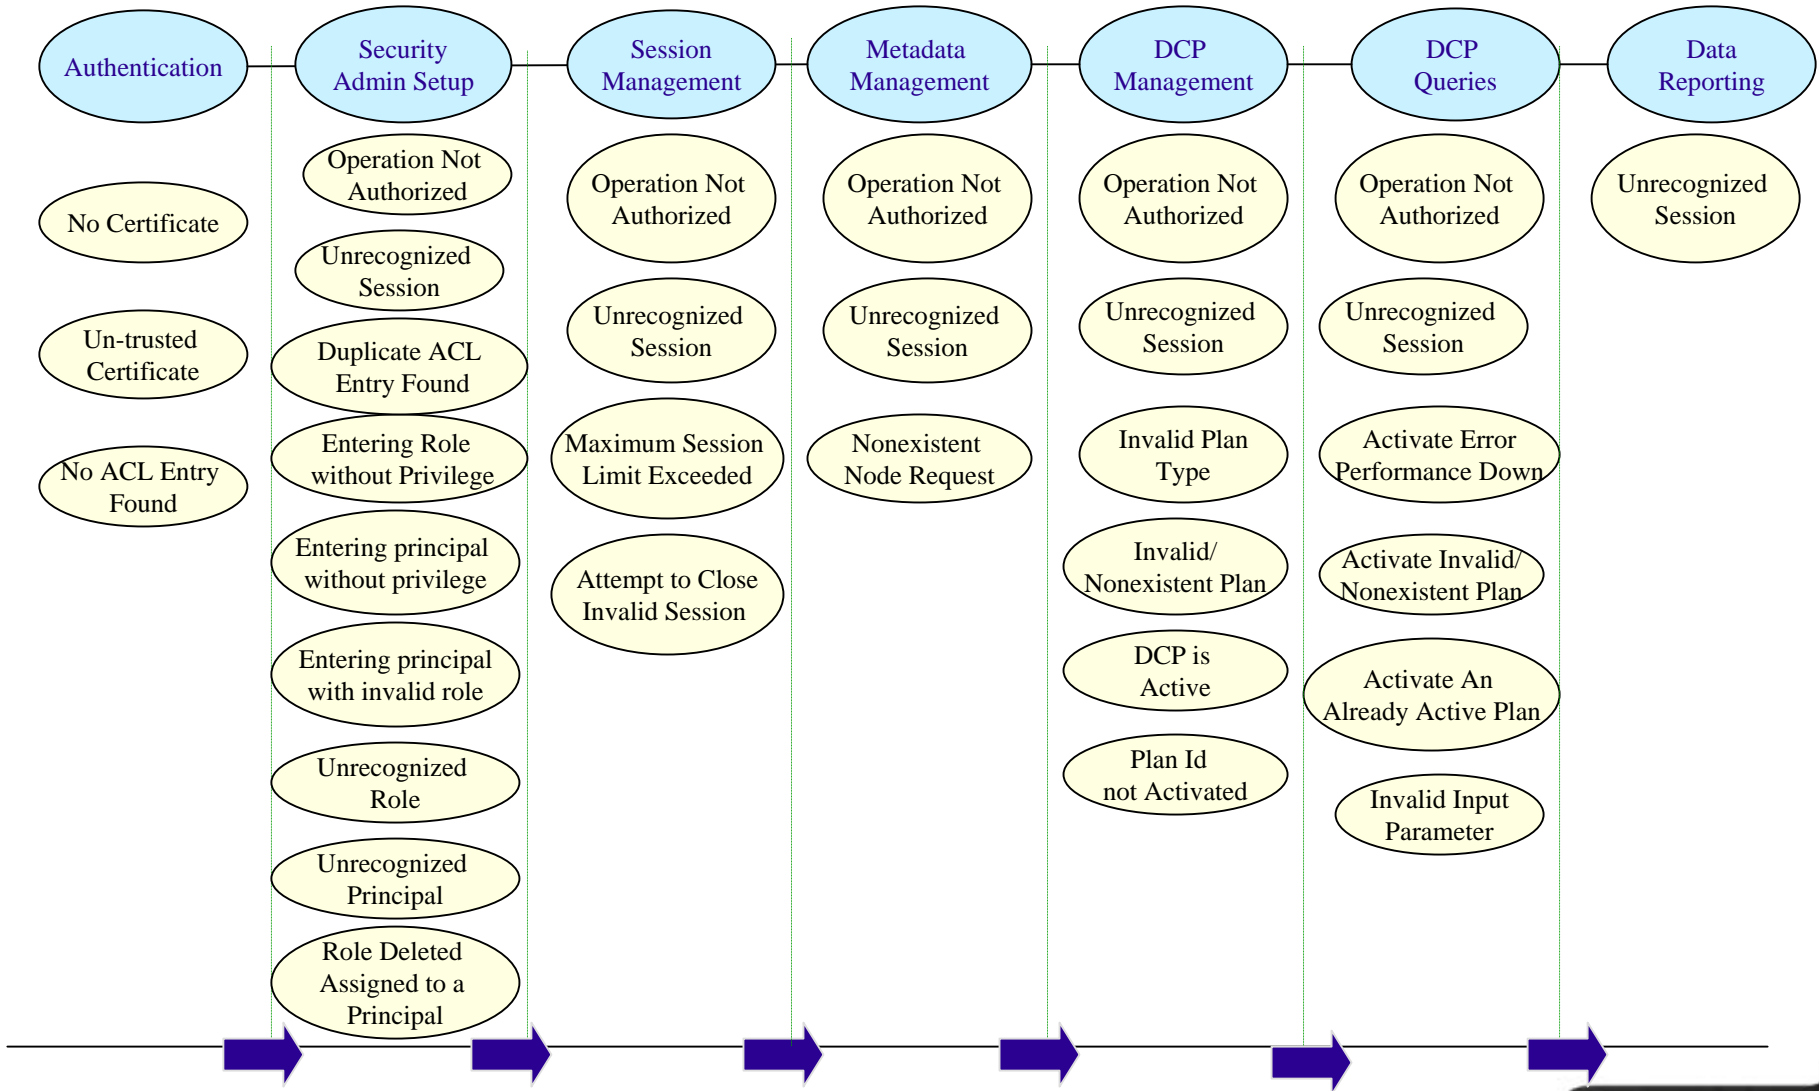 Authentication
Security
Admin Setup
Session
Management
Metadata
Management
DCP
Management
DCP
Queries
Data
Reporting
No Certificate
Un-trusted
Certificate
No ACL Entry
Found
Operation Not
Authorized
Unrecognized
Session
Duplicate ACL
Entry Found
Entering Role
without Privilege
Entering principal
without privilege
Entering principal
with invalid role
Unrecognized
Role
Unrecognized
Principal
Role Deleted
Assigned to a
Principal
Operation Not
Authorized
Unrecognized
Session
Maximum Session
Limit Exceeded
Attempt to Close
Invalid Session
Operation Not
Authorized
Unrecognized
Session
Nonexistent
Node Request
Operation Not
Authorized
Unrecognized
Session
Invalid Plan
Type
Invalid/
Nonexistent Plan
DCP is
Active
Plan Id
not Activated
Operation Not
Authorized
Unrecognized
Session
Activate Error
Performance Down
Activate Invalid/
Nonexistent Plan
Activate An
Already Active Plan
Invalid Input
Parameter
Unrecognized
Session